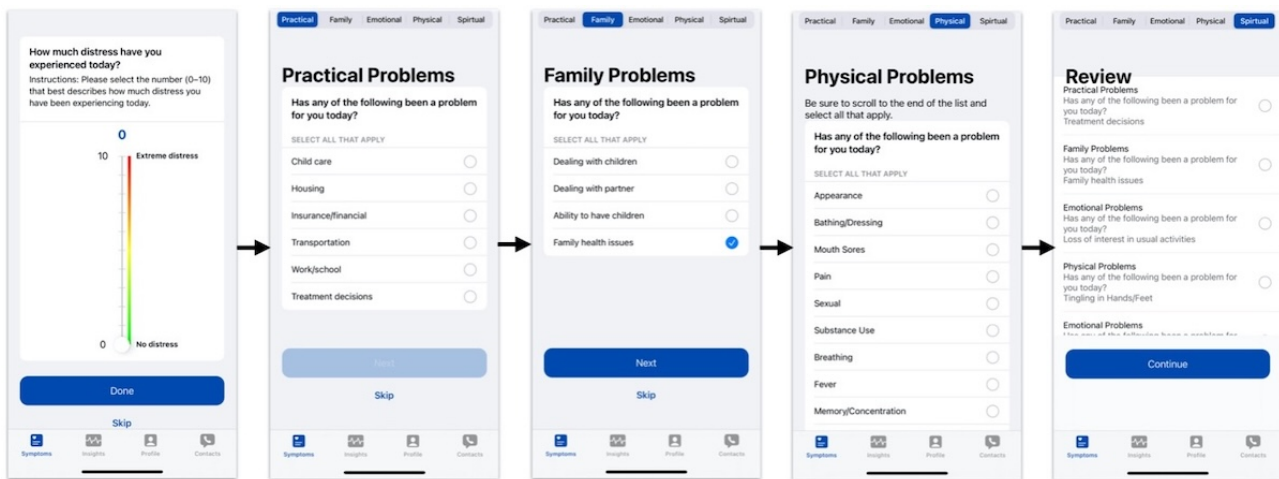 How much distress have you
experienced today?
Instructions: Please select the number (0–10)
that best describes how much distress you
have been experiencing today.
0
10
Extreme distress
0
No distress
Done
Skip
Symptoms
Insights
Profile
Contacts
Practical
Family
Emotional
Physical
Spirtual
Practical Problems
Has any of the following been a problem
for you today?
SELECT ALL THAT APPLY
Child care
Housing
Insurance/financial
Transportation
Work/school
Treatment decisions
Next
Skip
Symptoms
Insights
Profile
Contacts
Practical
Family
Emotional
Physical
Spirtual
Family Problems
Has any of the following been a problem
for you today?
SELECT ALL THAT APPLY
Dealing with children
Dealing with partner
Ability to have children
Family health issues
Next
Skip
Symptoms
Insights
Profile
Contacts
Practical
Family
Emotional
Physical
Spirtual
Physical Problems
Be sure to scroll to the end of the list and
select all that apply.
Has any of the following been a problem
for you today?
SELECT ALL THAT APPLY
Appearance
Bathing/Dressing
Mouth Sores
Pain
Sexual
Substance Use
Breathing
Fever
Memory/Concentration
Symptoms
Insights
Profile
Contacts
Practical
Family
Emotional
Physical
Spirtual
Review
Practical Problems
Has any of the following been a problem for
you today?
Treatment decisions
Family Problems
Has any of the following been a problem for
you today?
Family health issues
Emotional Problems
Has any of the following been a problem for
you today?
Loss of interest in usual activities
Physical Problems
Has any of the following been a problem for
you today?
Tingling in Hands/Feet
Emotional Problems
Continue
Symptoms
Insights
Profile
Contacts